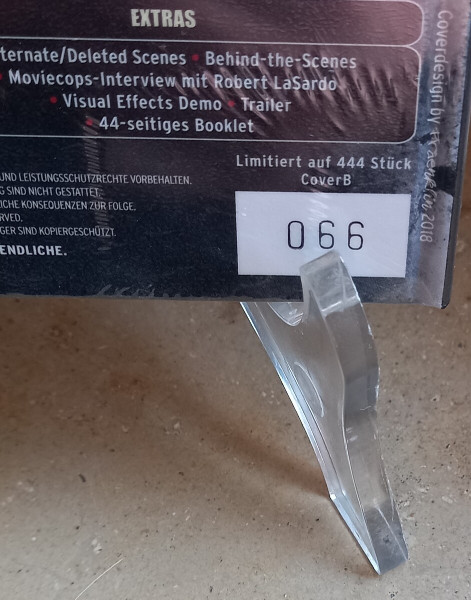 EXTRAS
ternate/Deleted Scenes • Behind-the-Scenes
• Moviecops-Interview mit Robert LaSardo
• Visual Effects Demo • Trailer
• 44-seitiges Booklet
Limitiert auf 444 Stück
CoverB
066
UND LEISTUNGSSCHUTZRECHTE VORBEHALTEN.
G SIND NICHT GESTATTET.
ICHE KONSEQUENZEN ZUR FOLGE.
RVED.
GER SIND KOPIERGESCHÜTZT.
ENDLICHE.
Coverdesign by 2018